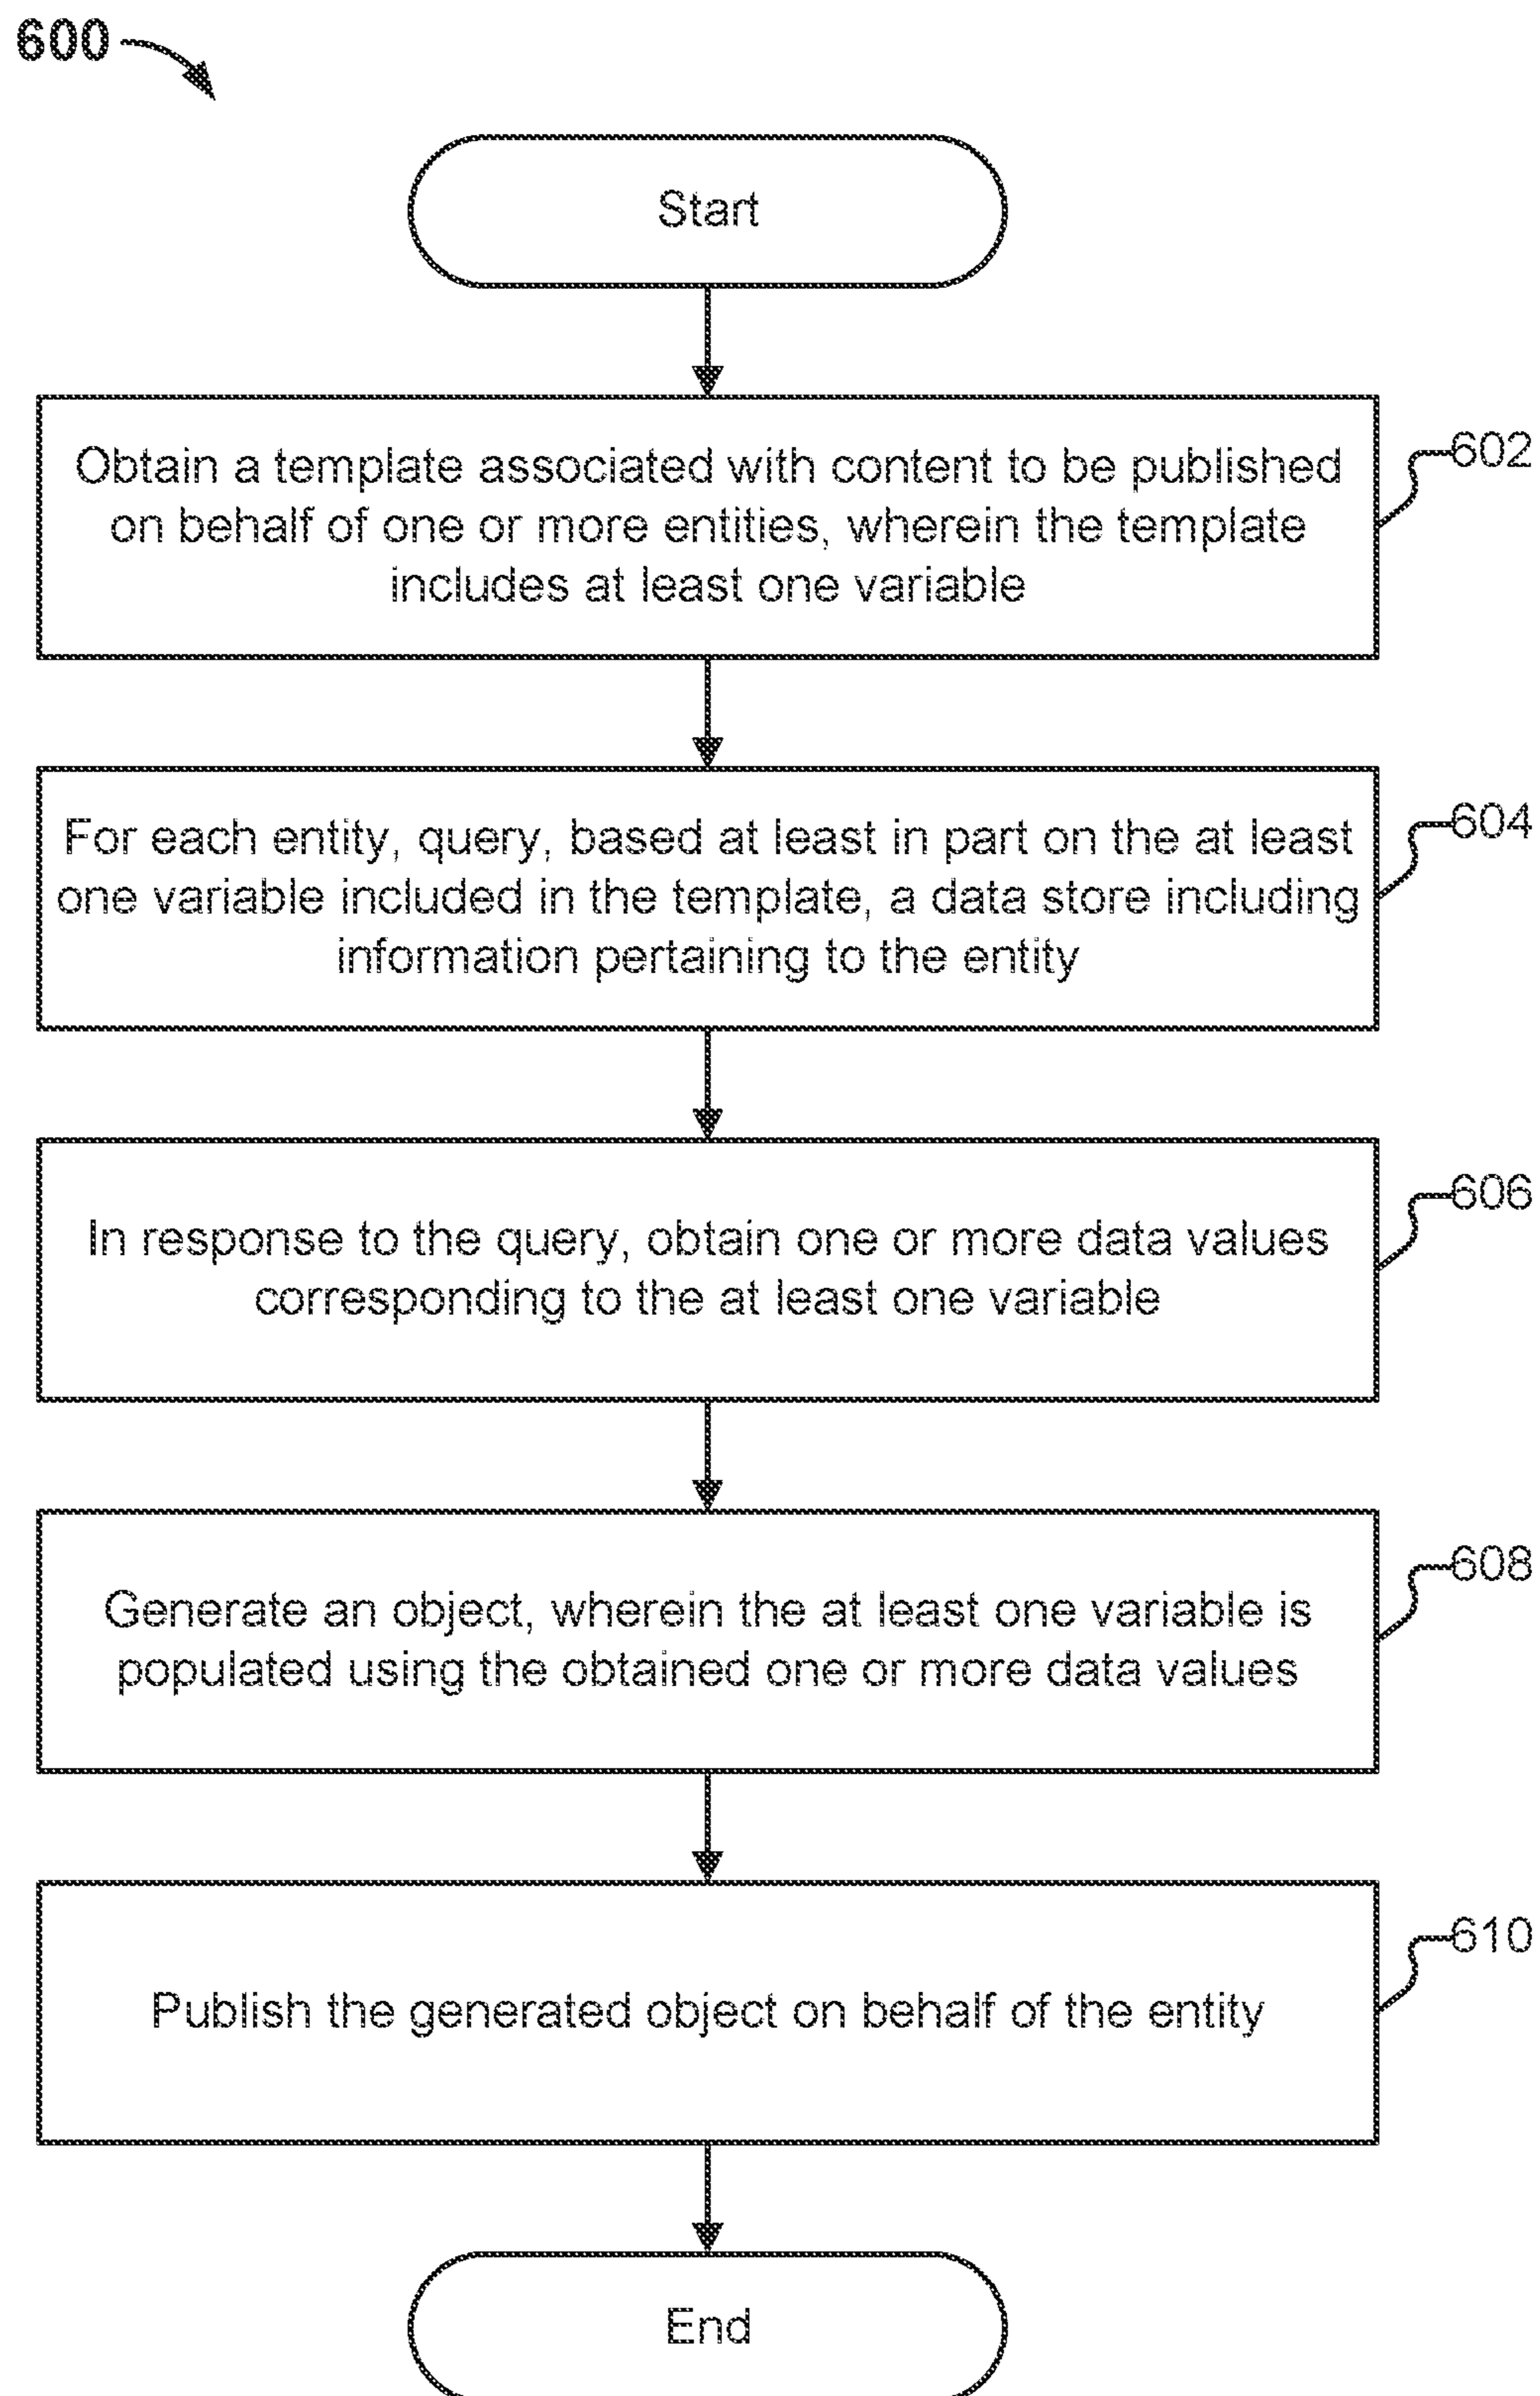 600
Start
Obtain a template associated with content to be published
on behalf of one or more entities, wherein the template
includes at least one variable
602
For each entity, query, based at least in part on the at least
one variable included in the template, a data store including
information pertaining to the entity
604
In response to the query, obtain one or more data values
corresponding to the at least one variable
606
Generate an object, wherein the at least one variable is
populated using the obtained one or more data values
608
Publish the generated object on behalf of the entity
610
End